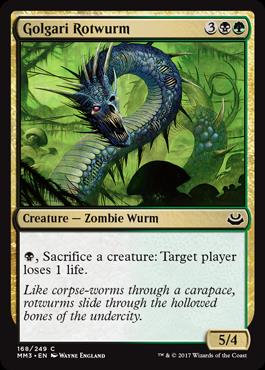 Golgari Rotwurm 3
Creature — Zombie Wurm
, Sacrifice a creature: Target player
loses 1 life.
Like corpse-worms through a carapace,
rotwurms slide through the hollowed
bones of the undercity.
5/4
168/249 C
MM3 • EN WAYNE ENGLAND
™ & © 2017 Wizards of the Coast